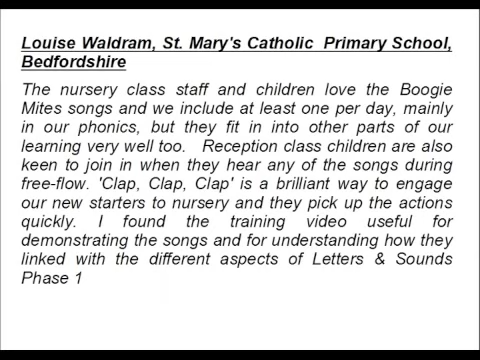 Louise Waldram, St. Mary's Catholic  Primary School,
Bedfordshire
The nursery class staff and children love the Boogie
Mites songs and we include at least one per day, mainly
in our phonics, but they fit in into other parts of our
learning very well too.   Reception class children are also
keen to join in when they hear any of the songs during
free-flow. 'Clap, Clap, Clap' is a brilliant way to engage
our new starters to nursery and they pick up the actions
quickly. I found the training video useful for
demonstrating the songs and for understanding how they
linked with the different aspects of Letters & Sounds
Phase 1